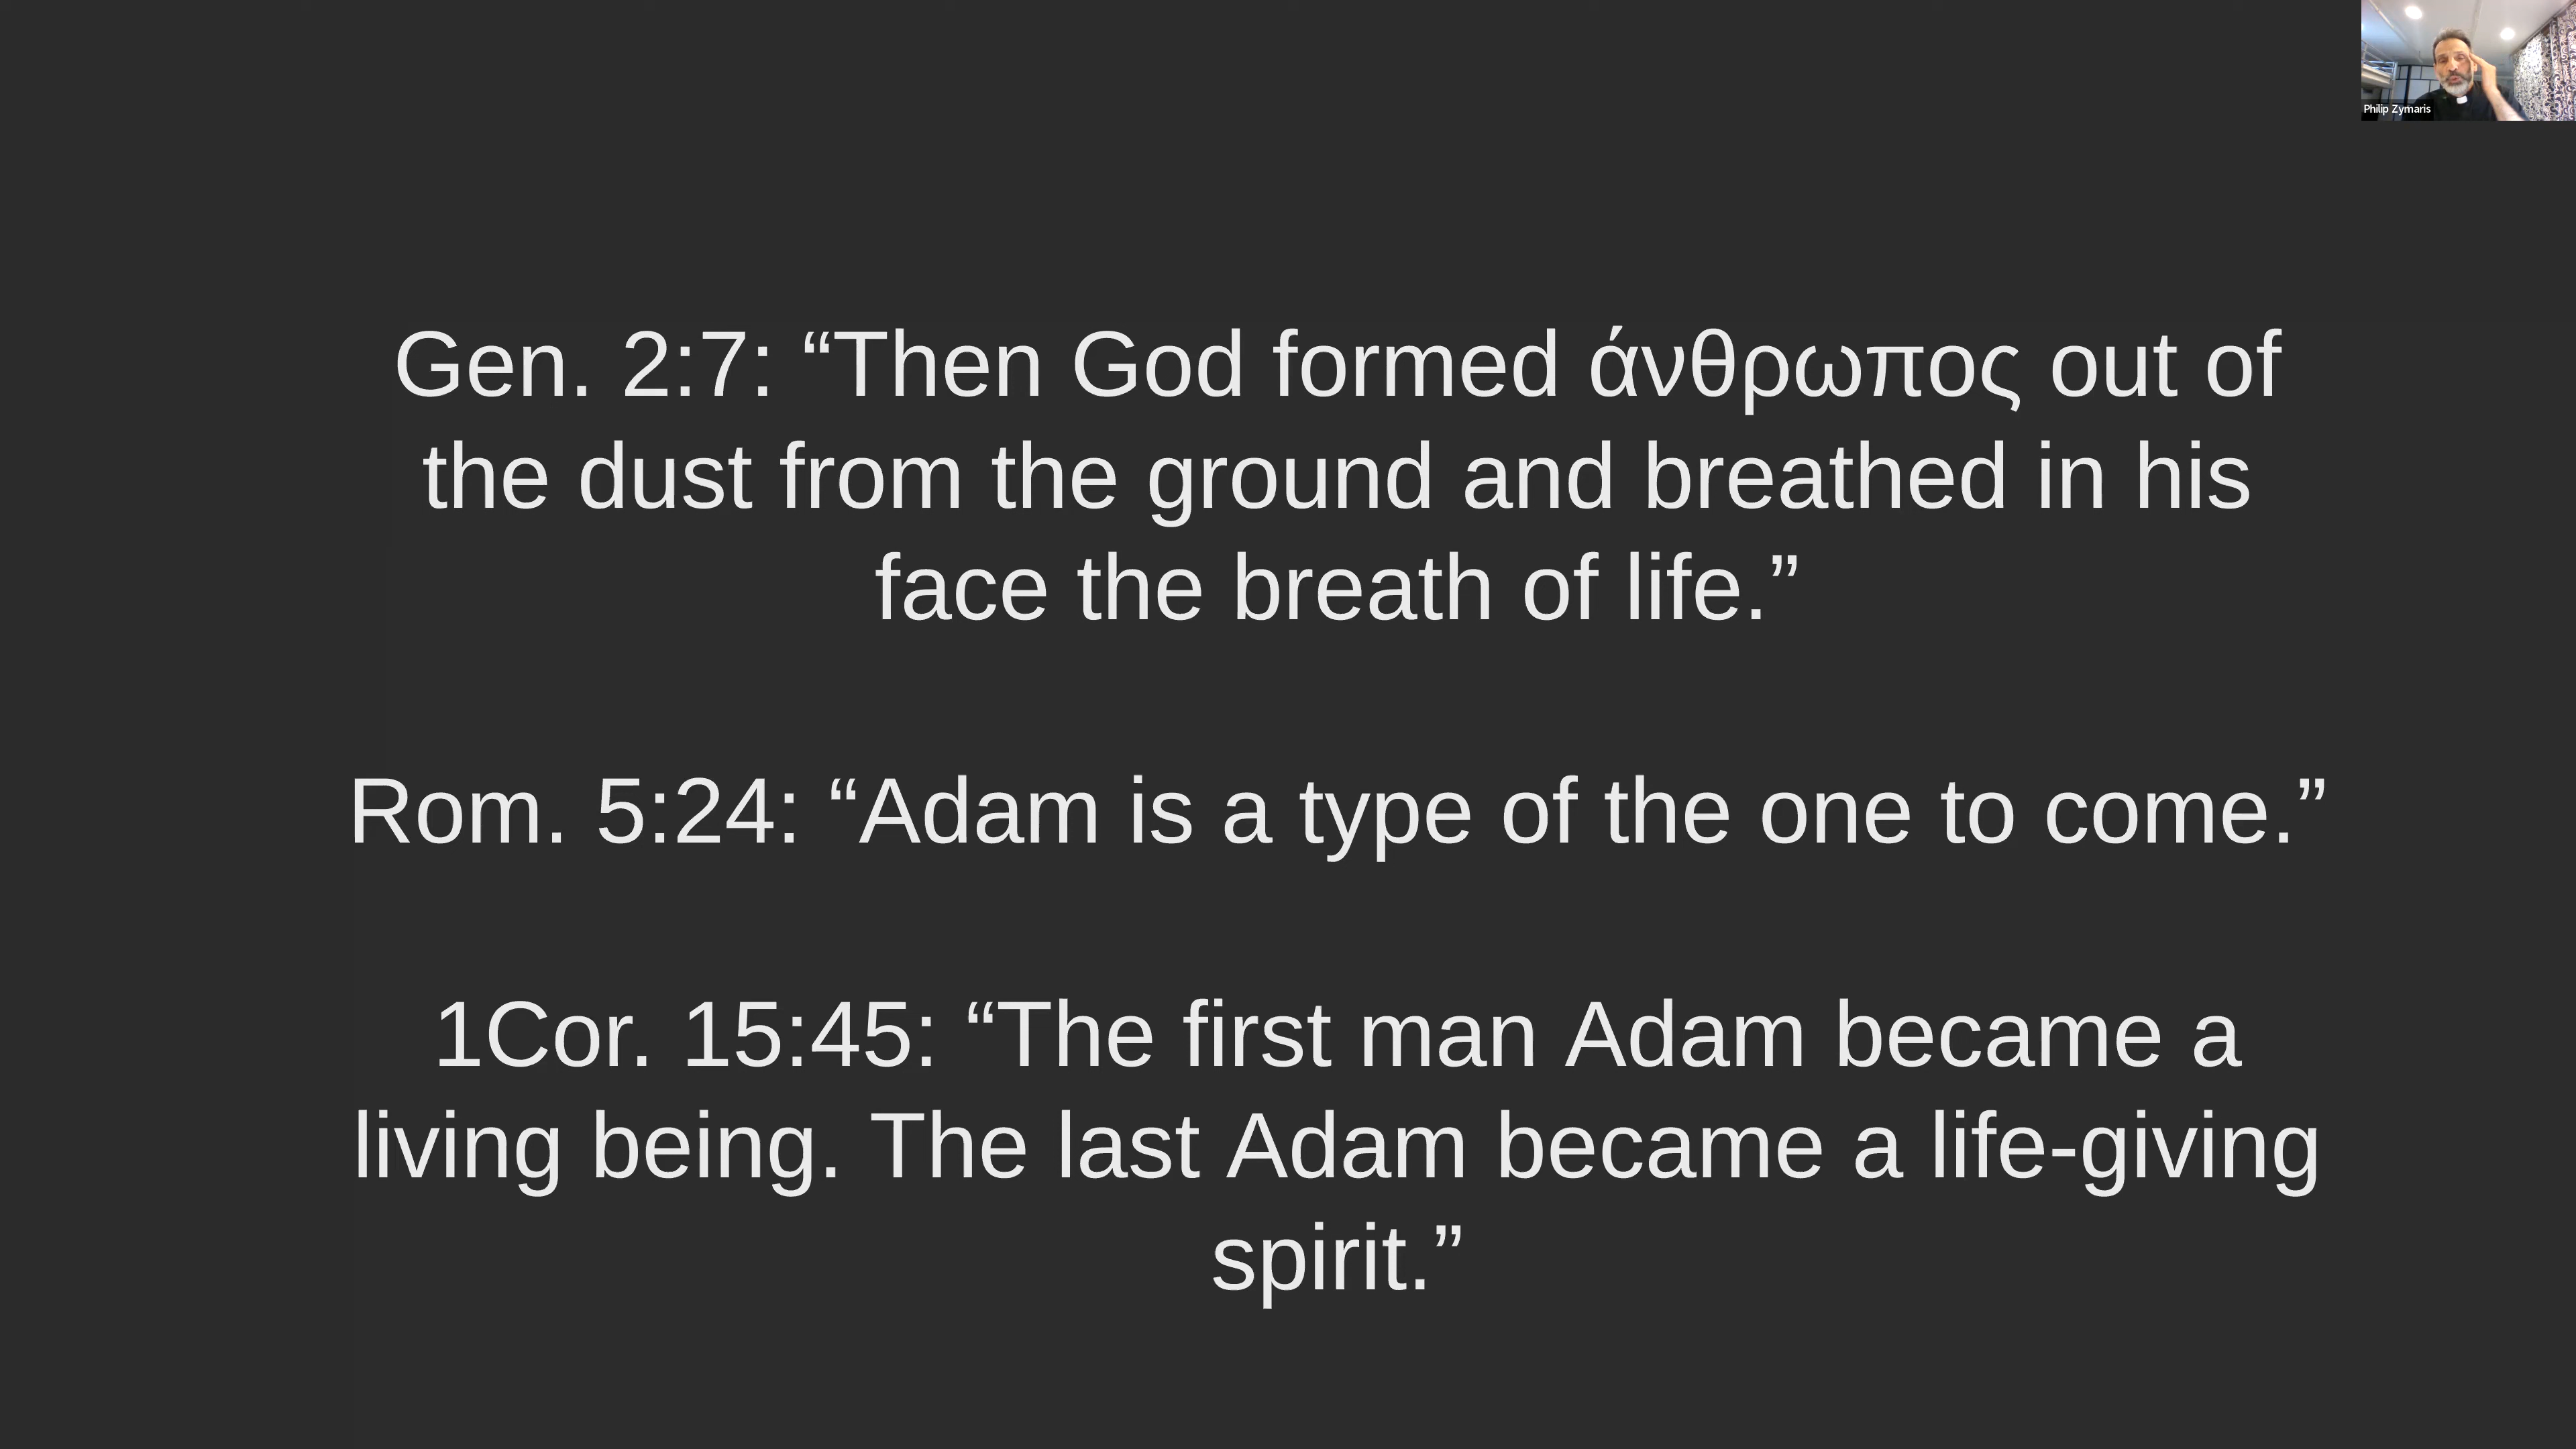 Philip Zymaris
Gen. 2:7: “Then God formed άνθρωπος out of
the dust from the ground and breathed in his
face the breath of life.”
Rom. 5:24: “Adam is a type of the one to come.”
1Cor. 15:45: “The first man Adam became a
living being. The last Adam became a life-giving
spirit.”